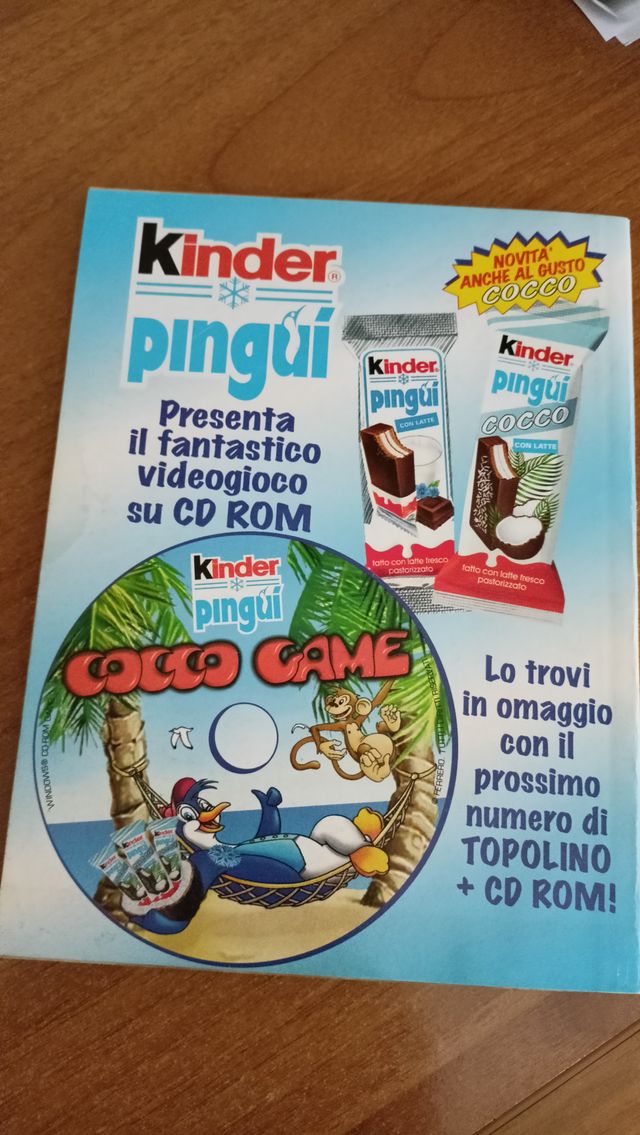 Kinder®
pinguí
NOVITA'
ANCHE AL GUSTO
COCCO
Presenta
il fantastico
videogioco
su CD ROM
Kinder
pinguí
CON LATTE
fatto con latte fresco
pastorizzato
Kinder
pinguí
COCCO
CON LATTE
fatto con latte fresco
pastorizzato
Kinder
pinguí
COCCO GAME
Lo trovi
in omaggio
con il
prossimo
numero di
TOPOLINO
+ CD ROM!